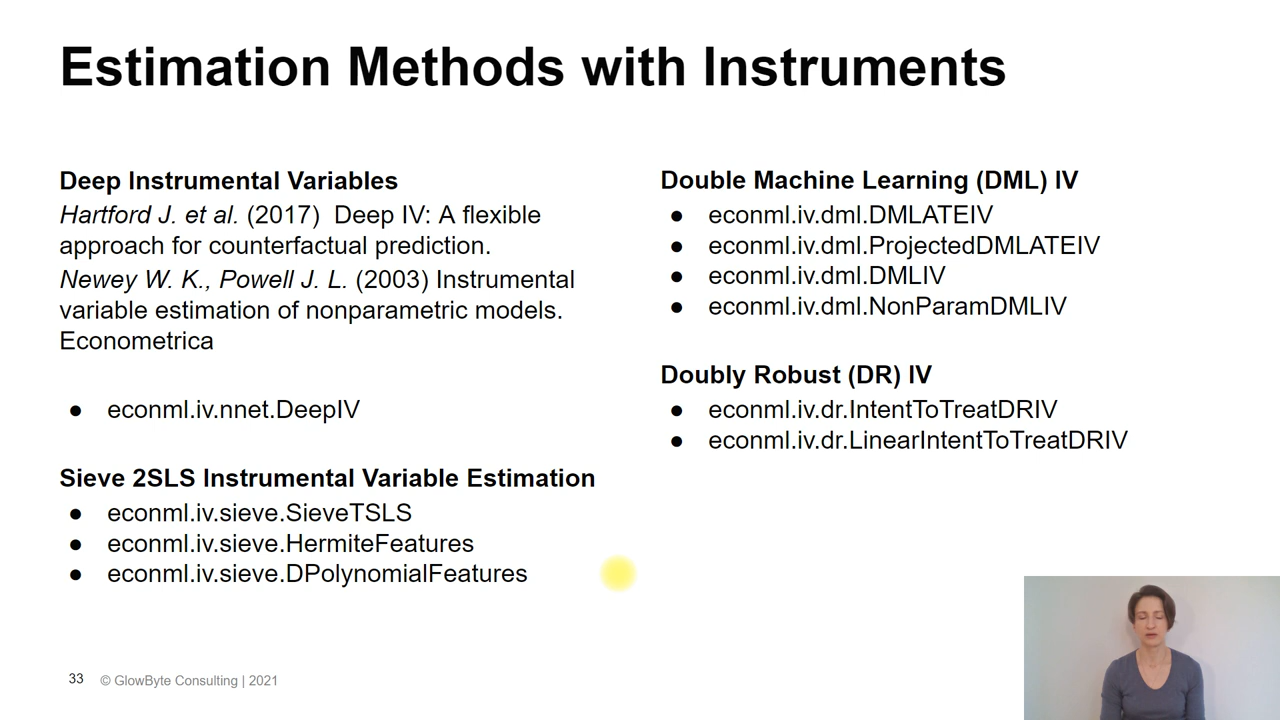 Estimation Methods with Instruments
Deep Instrumental Variables
Hartford J. et al. (2017)  Deep IV: A flexible
approach for counterfactual prediction.
Newey W. K., Powell J. L. (2003) Instrumental
variable estimation of nonparametric models.
Econometrica
● econml.iv.nnet.DeepIV
Sieve 2SLS Instrumental Variable Estimation
● econml.iv.sieve.SieveTSLS
● econml.iv.sieve.HermiteFeatures
● econml.iv.sieve.DPolynomialFeatures
Double Machine Learning (DML) IV
● econml.iv.dml.DMLATEIV
● econml.iv.dml.ProjectedDMLATEIV
● econml.iv.dml.DMLIV
● econml.iv.dml.NonParamDMLIV
Doubly Robust (DR) IV
● econml.iv.dr.IntentToTreatDRIV
● econml.iv.dr.LinearIntentToTreatDRIV
33 © GlowByte Consulting | 2021